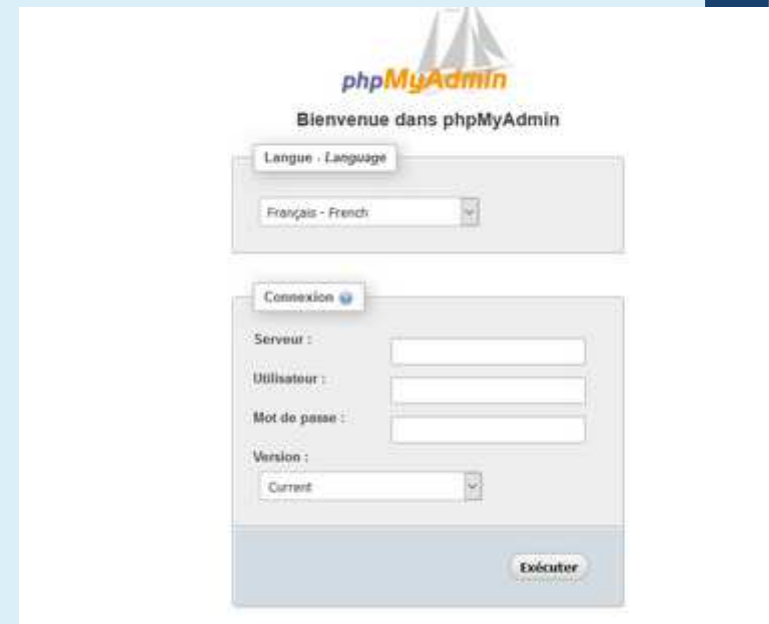 phpMyAdmin
Bienvenue dans phpMyAdmin
Langue - Language
Français - French
Connexion
Serveur :
Utilisateur :
Mot de passe :
Version :
Current
Exécuter